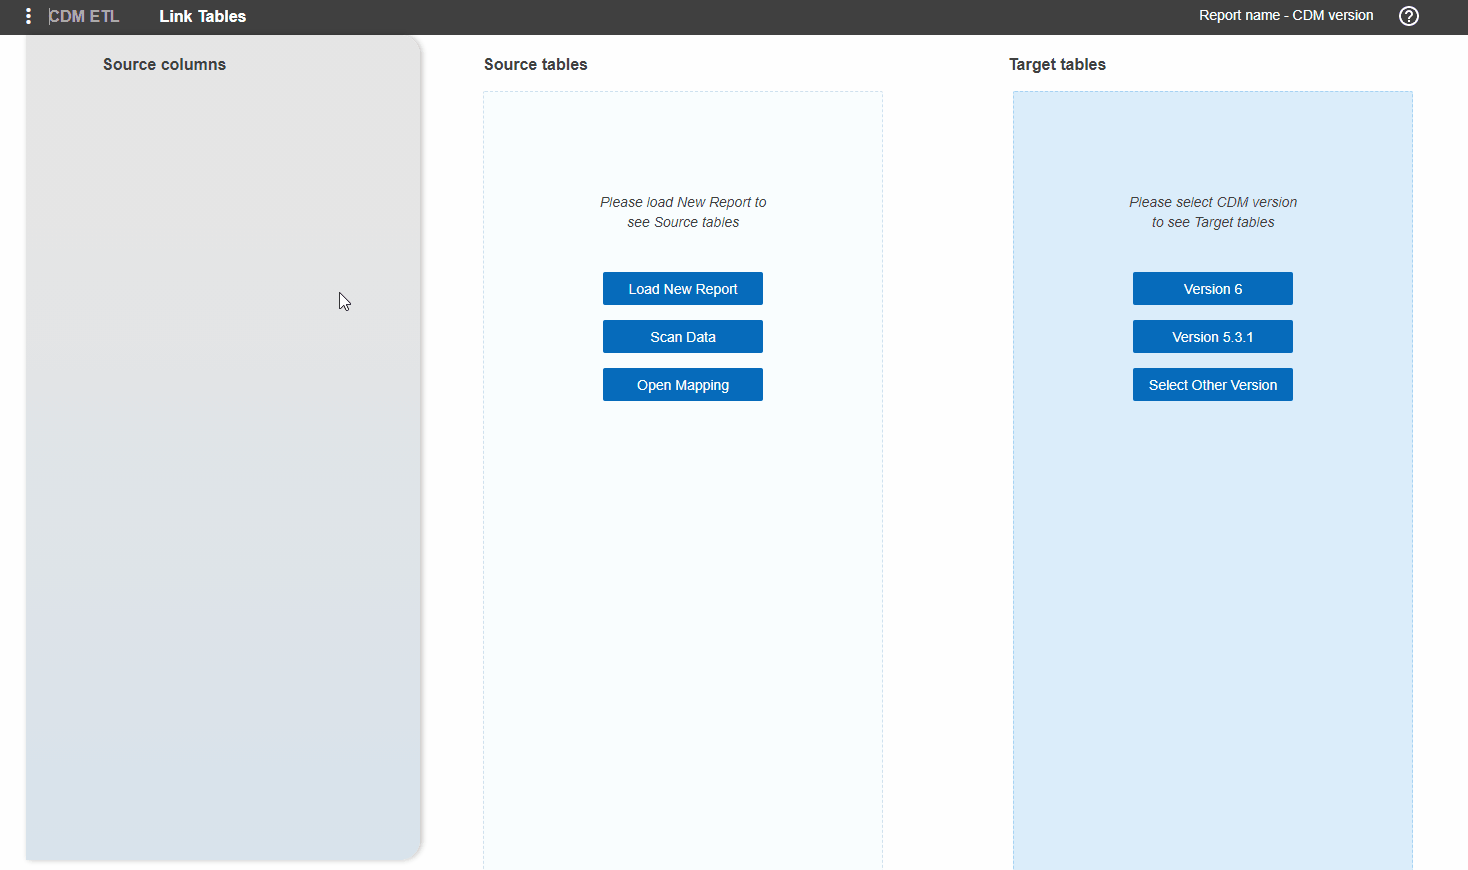 CDM ETL
Link Tables
Report name - CDM version
Source columns
Source tables
Target tables
Please load New Report to
see Source tables
Load New Report
Scan Data
Open Mapping
Please select CDM version
to see Target tables
Version 6
Version 5.3.1
Select Other Version